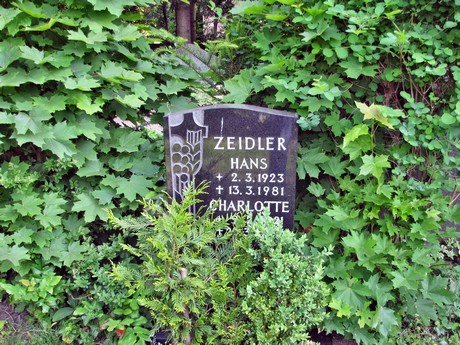 ZEIDLER
HANS
+ 2.3.1923
† 13.3.1981
CHARLOTTE